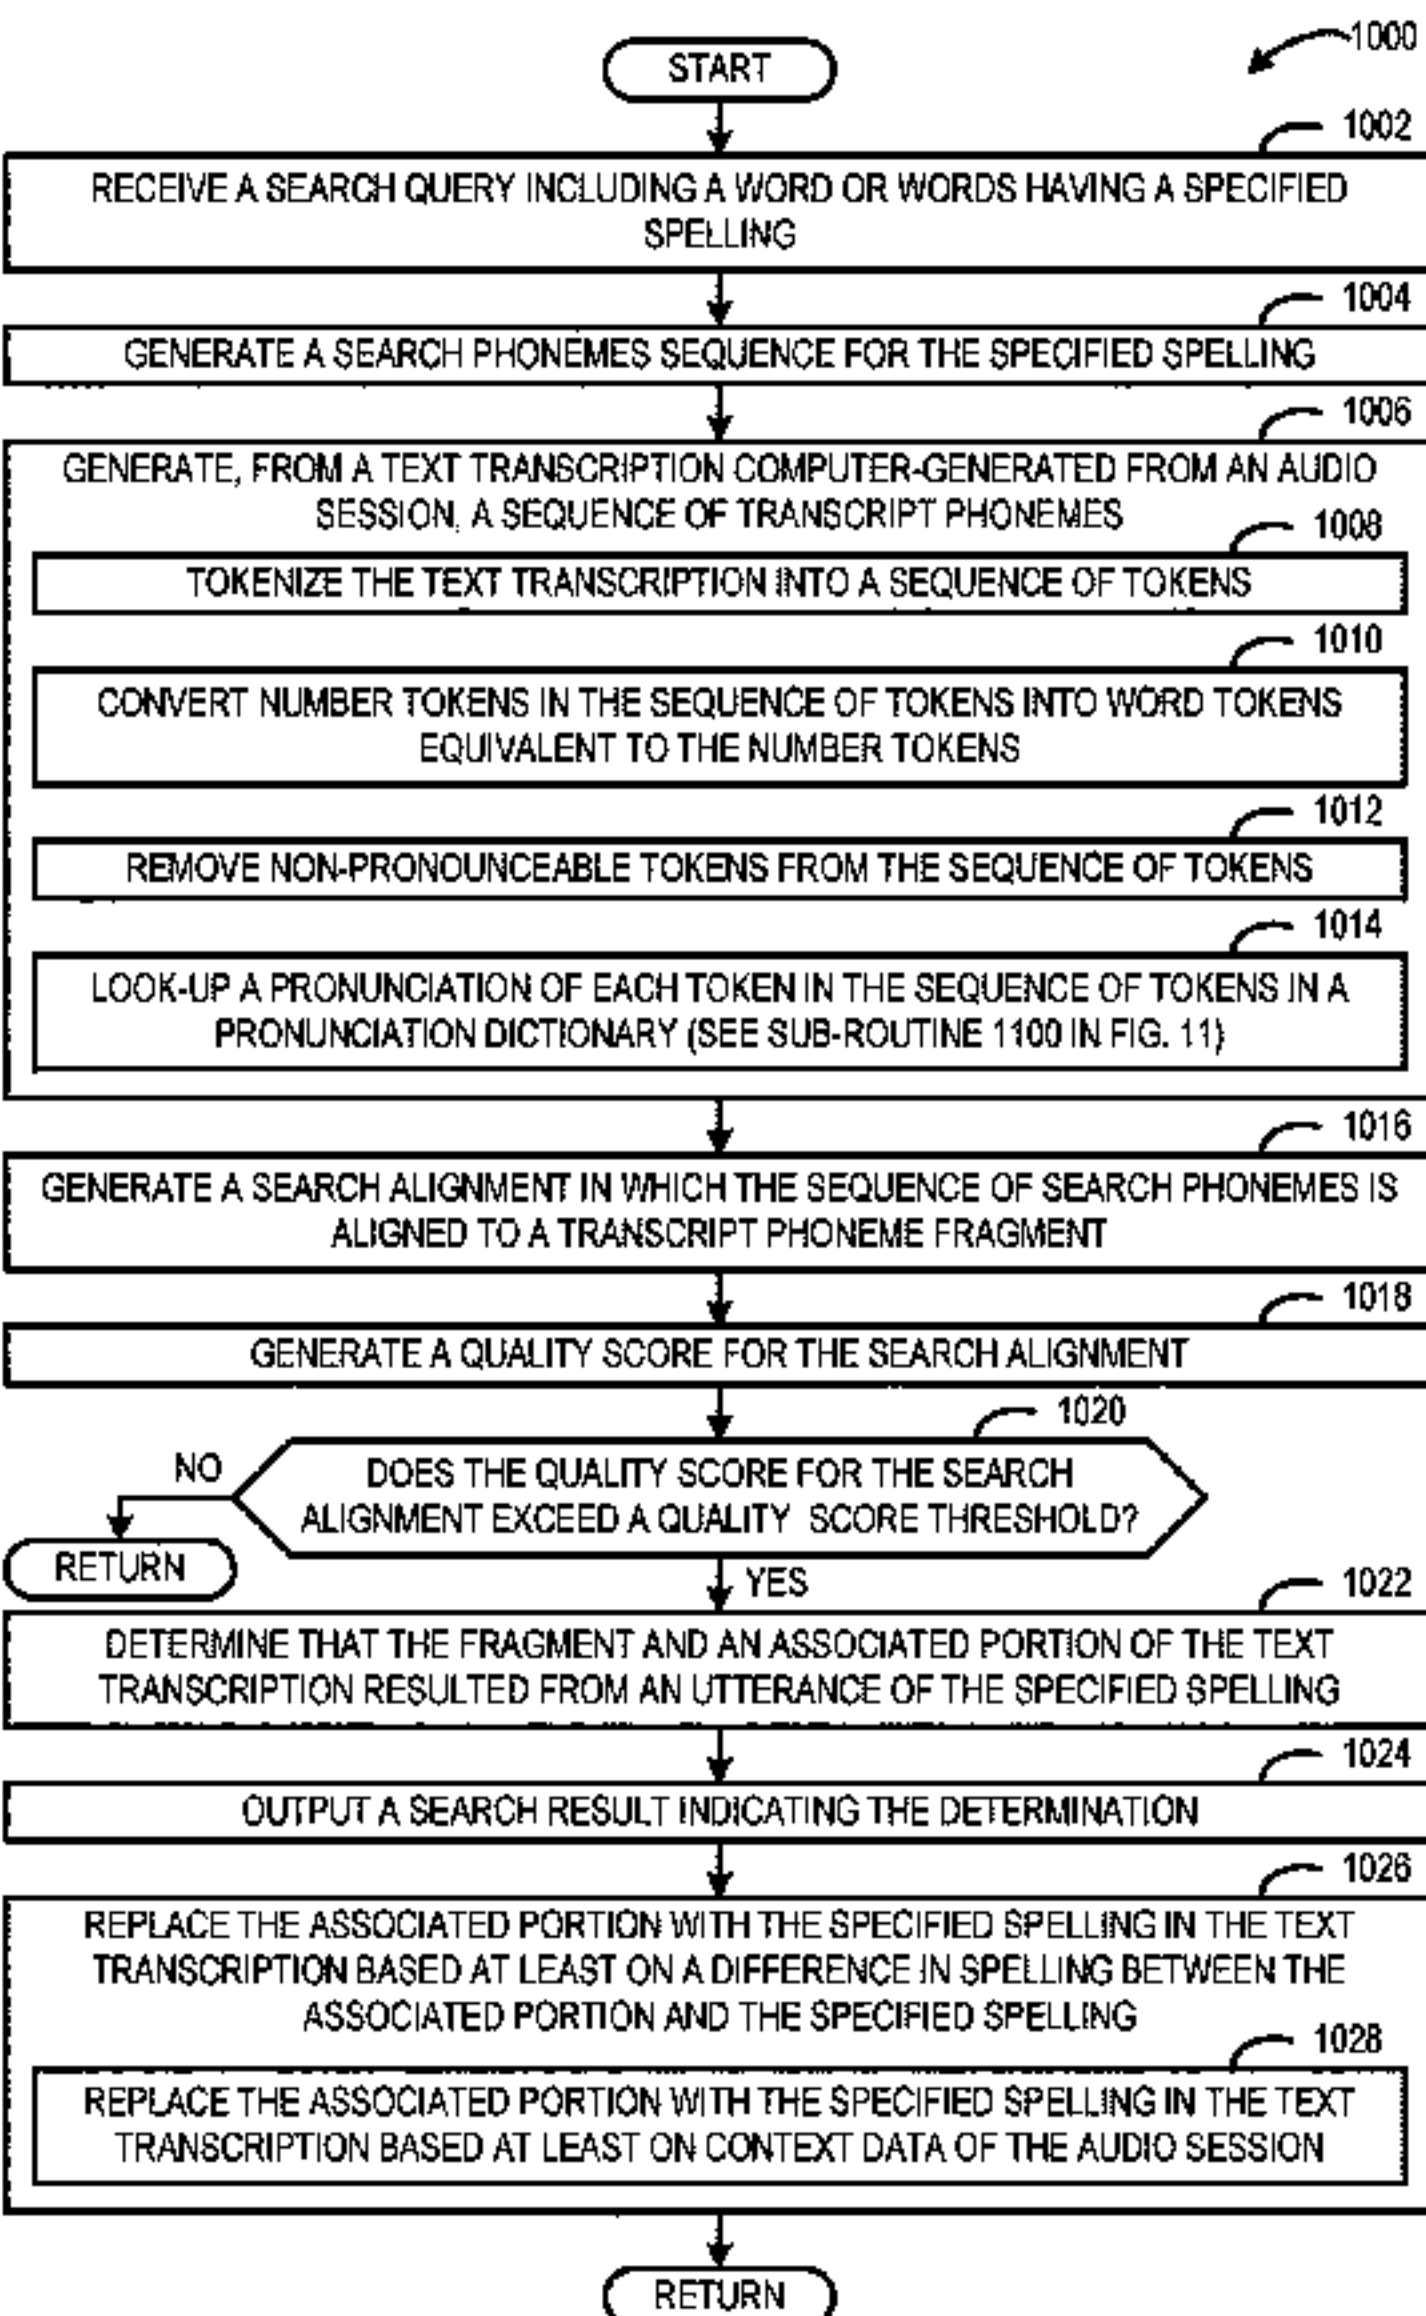 1000
START
1002
RECEIVE A SEARCH QUERY INCLUDING A WORD OR WORDS HAVING A SPECIFIED
SPELLING
1004
GENERATE A SEARCH PHONEMES SEQUENCE FOR THE SPECIFIED SPELLING
1006
GENERATE, FROM A TEXT TRANSCRIPTION COMPUTER-GENERATED FROM AN AUDIO
SESSION, A SEQUENCE OF TRANSCRIPT PHONEMES
1008
TOKENIZE THE TEXT TRANSCRIPTION INTO A SEQUENCE OF TOKENS
1010
CONVERT NUMBER TOKENS IN THE SEQUENCE OF TOKENS INTO WORD TOKENS
EQUIVALENT TO THE NUMBER TOKENS
1012
REMOVE NON-PRONOUNCEABLE TOKENS FROM THE SEQUENCE OF TOKENS
1014
LOOK-UP A PRONUNCIATION OF EACH TOKEN IN THE SEQUENCE OF TOKENS IN A
PRONUNCIATION DICTIONARY (SEE SUB-ROUTINE 1100 IN FIG. 11)
1016
GENERATE A SEARCH ALIGNMENT IN WHICH THE SEQUENCE OF SEARCH PHONEMES IS
ALIGNED TO A TRANSCRIPT PHONEME FRAGMENT
1018
GENERATE A QUALITY SCORE FOR THE SEARCH ALIGNMENT
1020
NO
DOES THE QUALITY SCORE FOR THE SEARCH
ALIGNMENT EXCEED A QUALITY SCORE THRESHOLD?
RETURN
YES
1022
DETERMINE THAT THE FRAGMENT AND AN ASSOCIATED PORTION OF THE TEXT
TRANSCRIPTION RESULTED FROM AN UTTERANCE OF THE SPECIFIED SPELLING
1024
OUTPUT A SEARCH RESULT INDICATING THE DETERMINATION
1026
REPLACE THE ASSOCIATED PORTION WITH THE SPECIFIED SPELLING IN THE TEXT
TRANSCRIPTION BASED AT LEAST ON A DIFFERENCE IN SPELLING BETWEEN THE
ASSOCIATED PORTION AND THE SPECIFIED SPELLING
1028
REPLACE THE ASSOCIATED PORTION WITH THE SPECIFIED SPELLING IN THE TEXT
TRANSCRIPTION BASED AT LEAST ON CONTEXT DATA OF THE AUDIO SESSION
RETURN